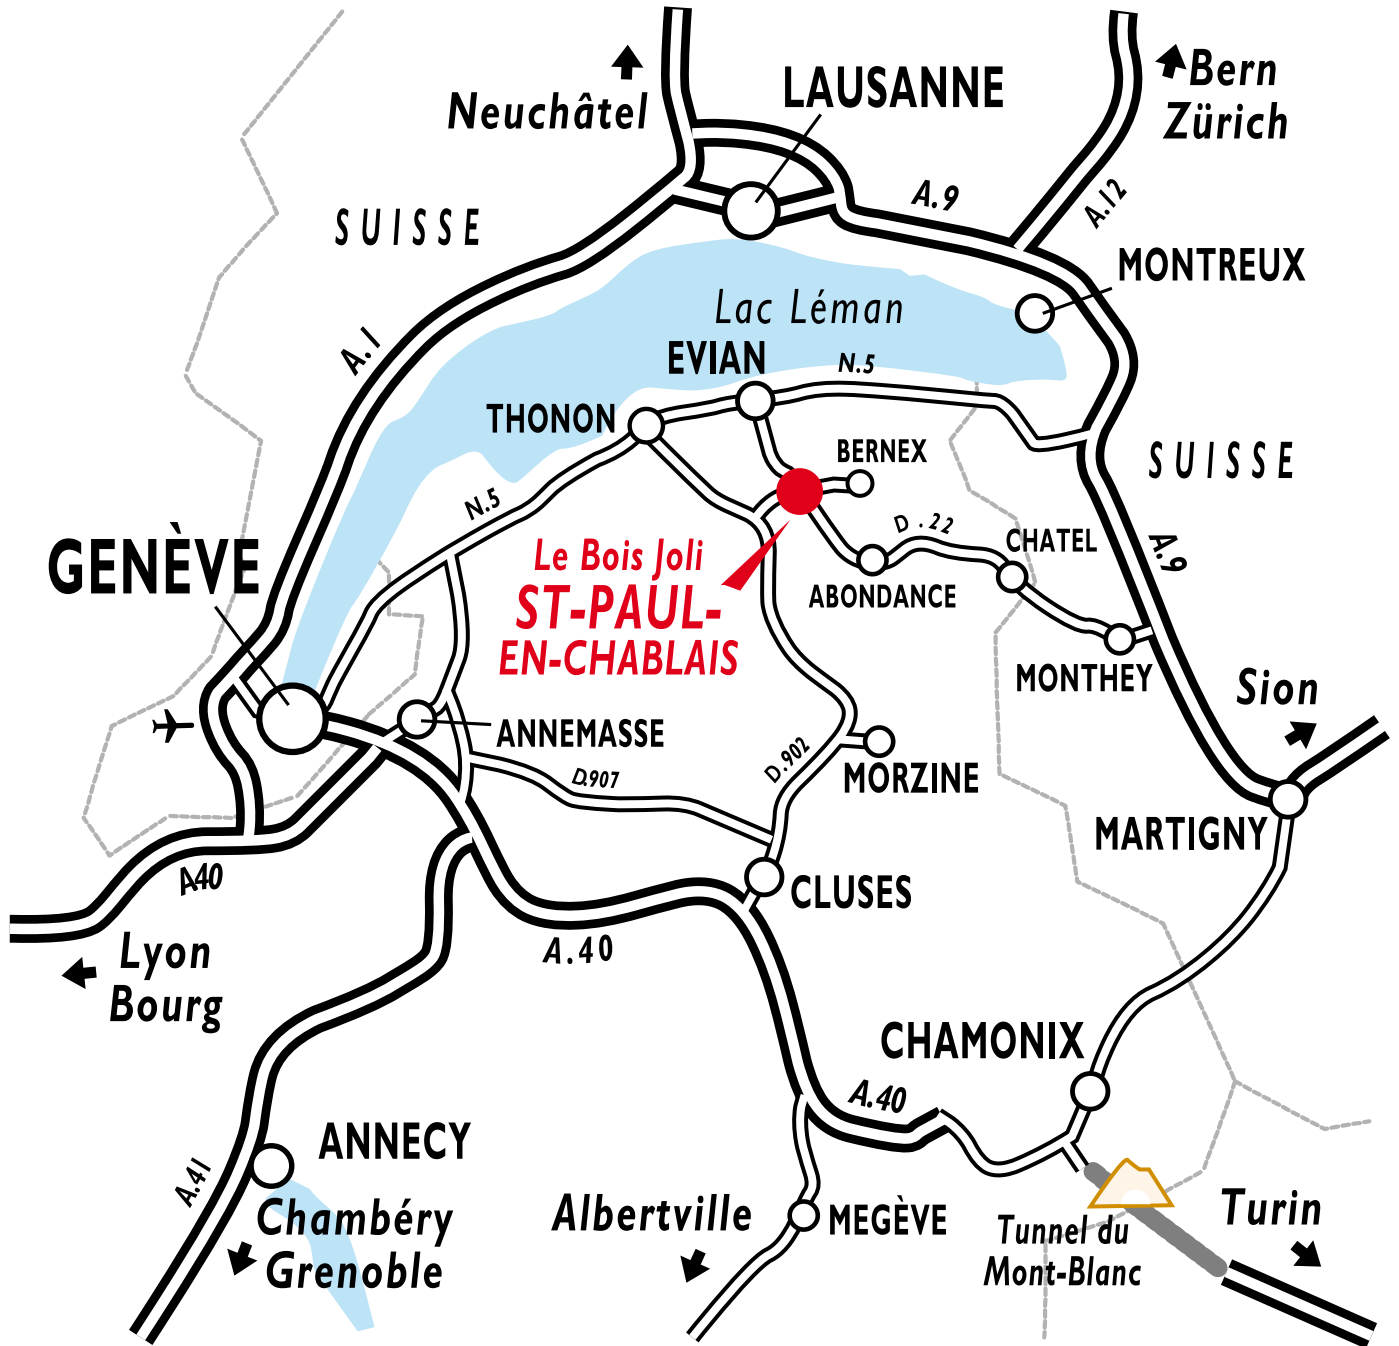 Bern
Zürich
Neuchâtel
LAUSANNE
A.9
A.12
SUISSE
MONTREUX
Lac Léman
A.1
EVIAN
N.5
THONON
BERNEX
SUISSE
N.5
D.22
CHATEL
A.9
GENÈVE
Le Bois Joli
ST-PAUL-
EN-CHABLAIS
ABONDANCE
MONTHEY
Sion
ANNEMASSE
D.907
D.902
MORZINE
MARTIGNY
A40
CLUSES
A.40
Lyon
Bourg
CHAMONIX
A.40
ANNECY
A.41
Chambéry
Grenoble
Albertville
MEGÈVE
Tunnel du
Mont-Blanc
Turin